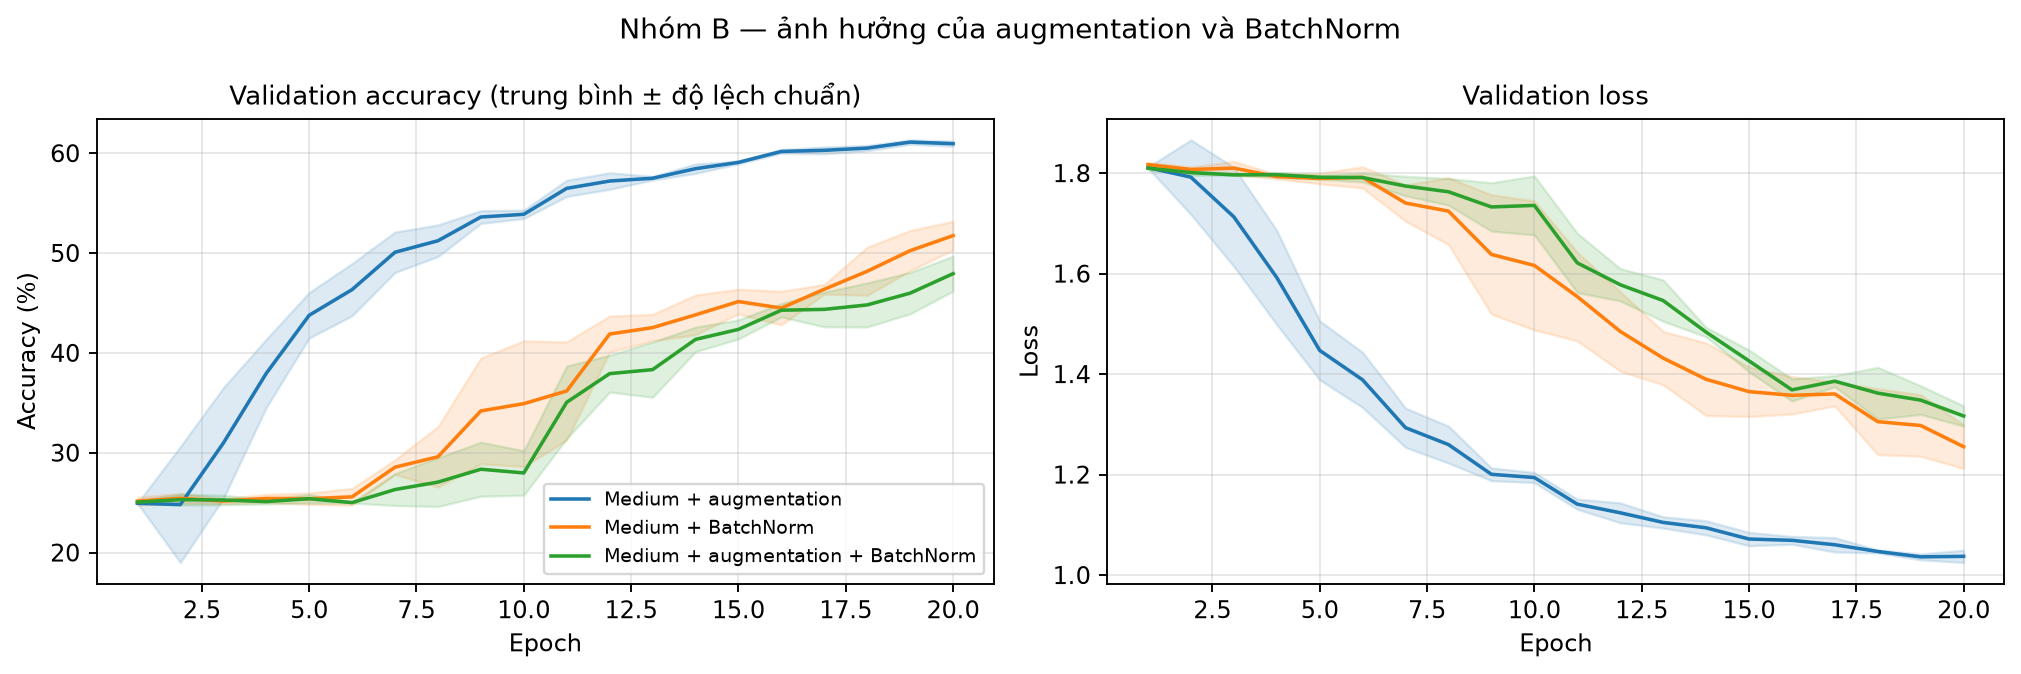 Nhóm B — ảnh hưởng của augmentation và BatchNorm
Validation accuracy (trung bình ± độ lệch chuẩn)
Accuracy (%)
60
50
40
30
20
Medium + augmentation
Medium + BatchNorm
Medium + augmentation + BatchNorm
2.5 5.0 7.5 10.0 12.5 15.0 17.5 20.0
Epoch
Validation loss
Loss
1.8
1.6
1.4
1.2
1.0
2.5 5.0 7.5 10.0 12.5 15.0 17.5 20.0
Epoch